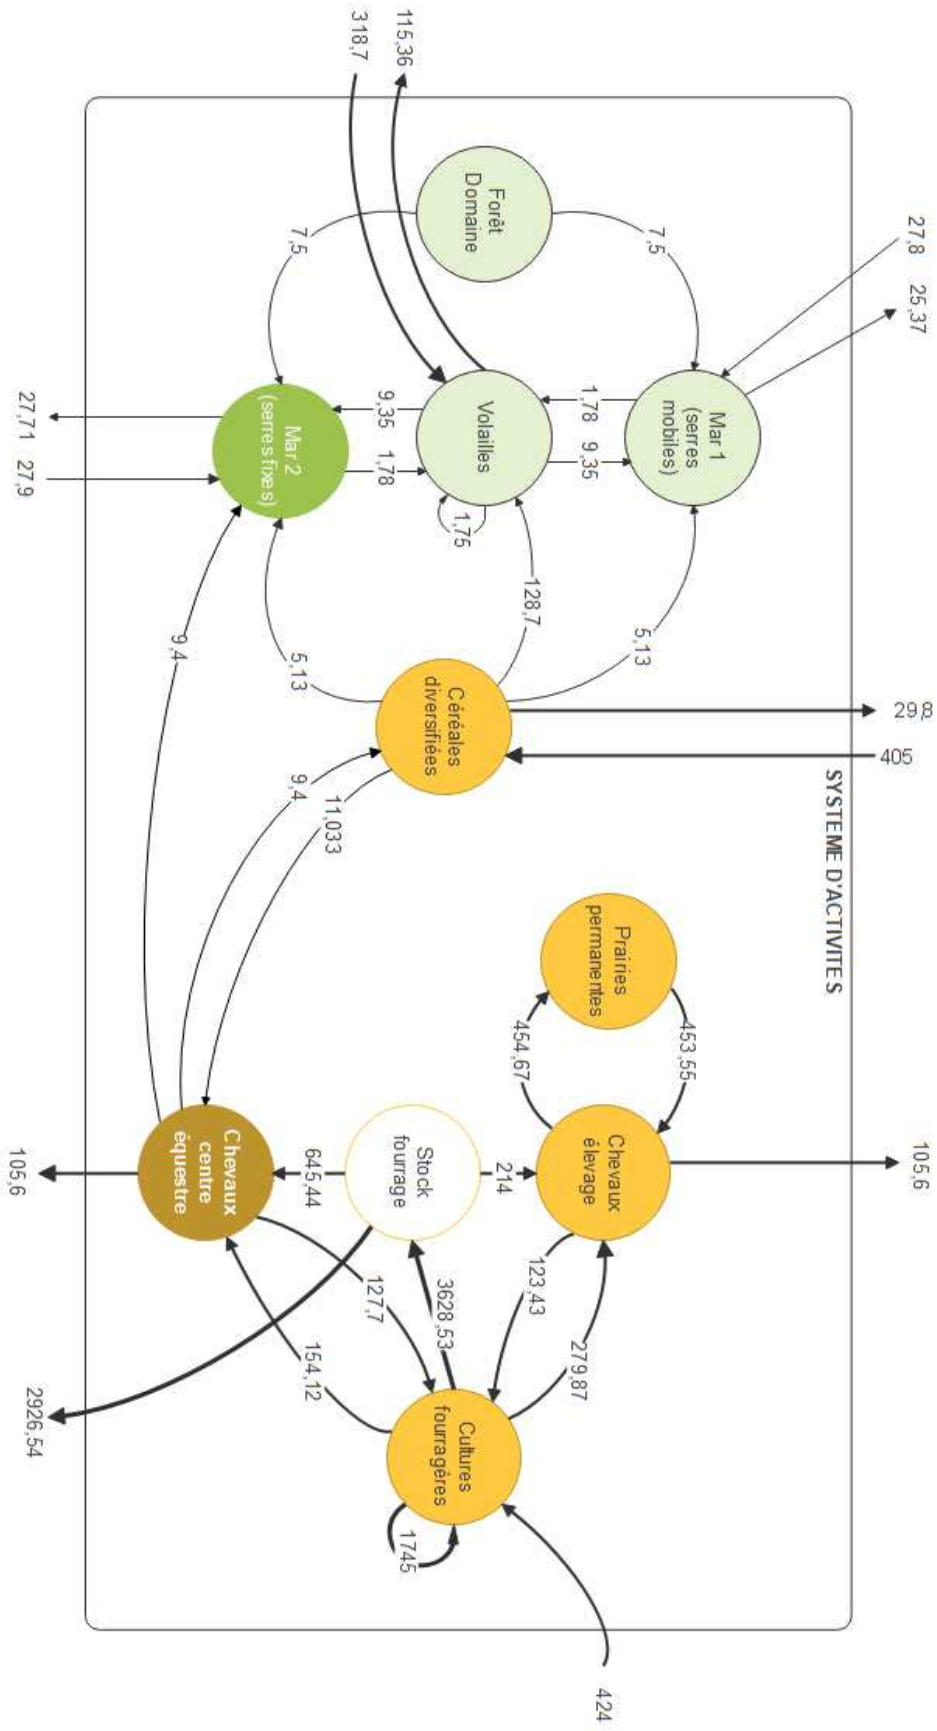 27,8
25,37
29,8
405
105,6
SYSTEME D'ACTIVITES
Mar 1
(serres
mobiles)
453,55
7,5
5,13
Prairies
permanentes
Chevaux
élevage
424
1,78
9,35
279,87
128,7
123,43
454,67
214
Forêt
Domaine
Volailles
1,75
Céréales
diversifiées
Stock
fourrage
3628,53
Cultures
fourragères
1745
115,36
9,35
1,78
127,7
318,7
11,033
7,5
5,13
9,4
645,44
154,12
Mar 2
(serres fixes)
Chevaux
centre
équestre
9,4
27,71
27,9
105,6
2926,54